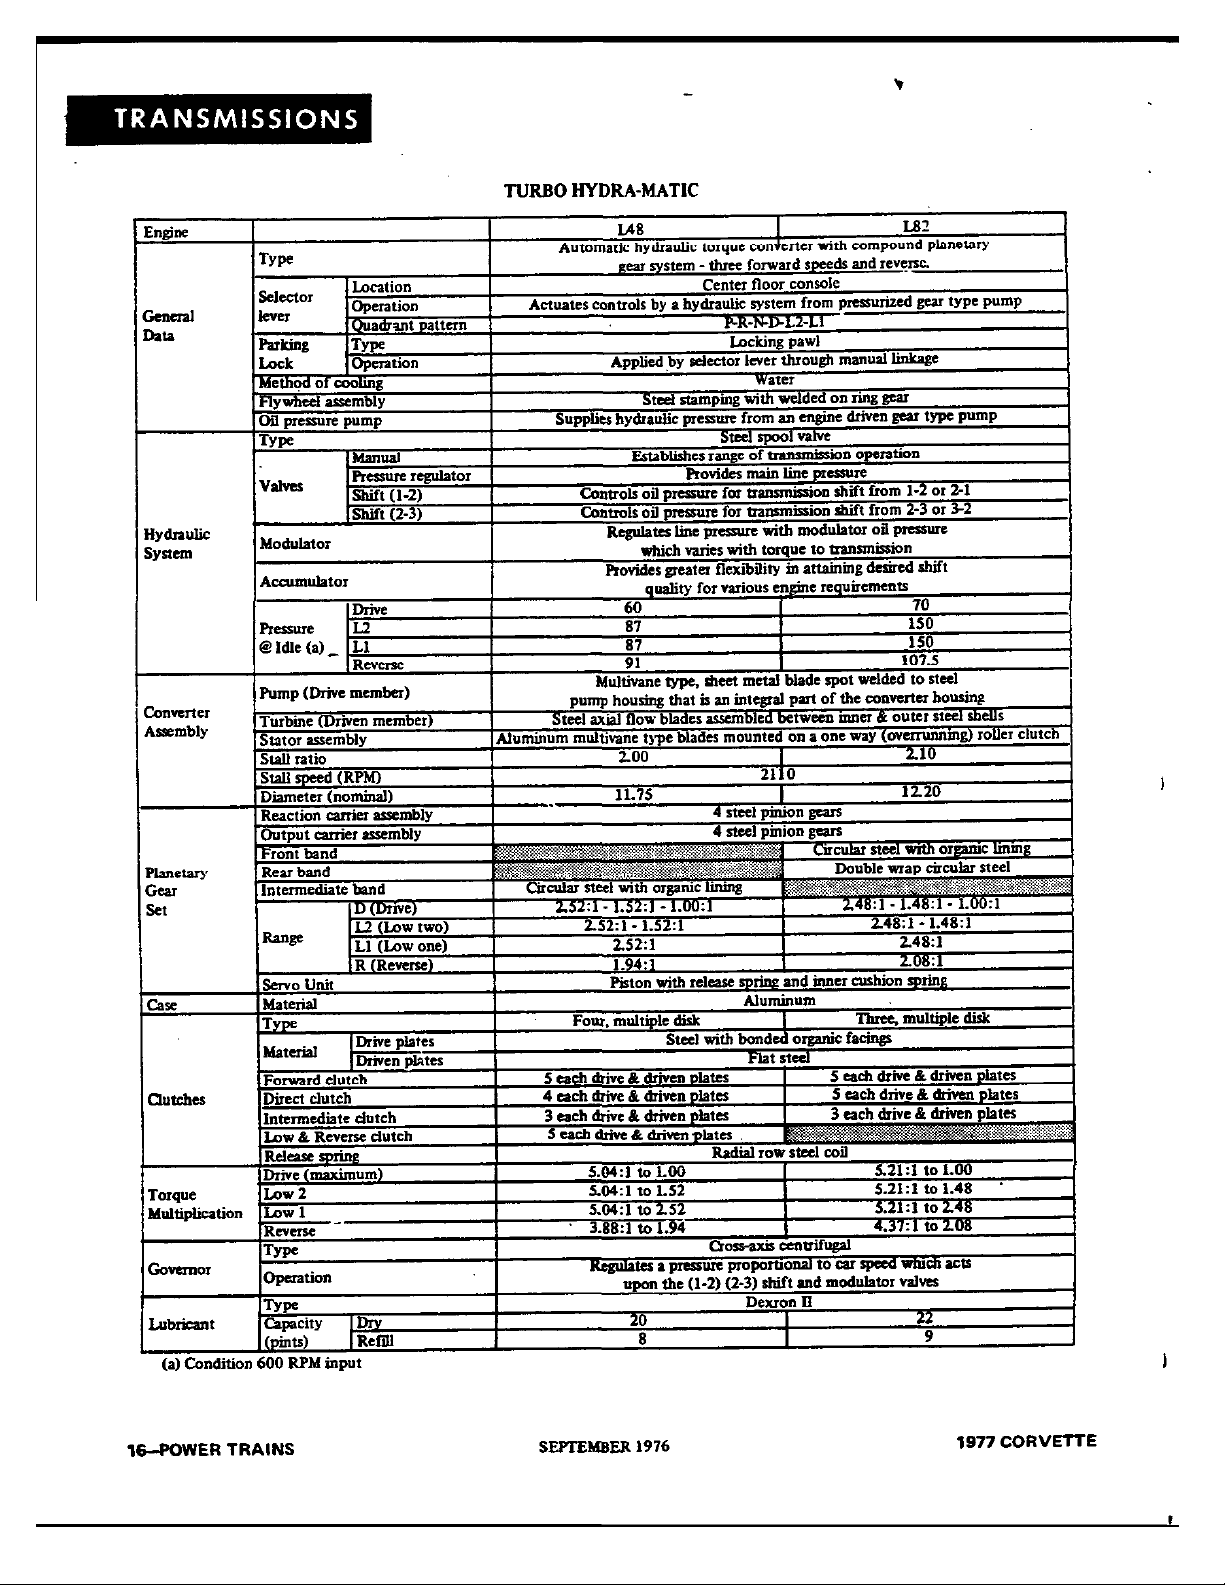 TRANSMISSIONS
TURBO HYDRA-MATIC
Engine L48 L82
General Data
Type Automatic hydraulic torque converter with compound planetary
gear system - three forward speeds and reverse.
Selector lever Location Center floor console
Operation Actuates controls by a hydraulic system from pressurized gear type pump
Quadrant pattern P-R-N-D-L2-L1
Parking Lock Type Locking pawl
Operation Applied by selector lever through manual linkage
Method of cooling Water
Flywheel assembly Steel stamping with welded on ring gear
Oil pressure pump Supplies hydraulic pressure from an engine driven gear type pump
Hydraulic System
Type Steel spool valve
Valves Manual Establishes range of transmission operation
Pressure regulator Provides main line pressure
Shift (1-2) Controls oil pressure for transmission shift from 1-2 or 2-1
Shift (2-3) Controls oil pressure for transmission shift from 2-3 or 3-2
Modulator Regulates line pressure with modulator oil pressure
which varies with torque to transmission
Accumulator Provides greater flexibility in attaining desired shift
quality for various engine requirements
Pressure @ Idle (a) Drive 60 70
L2 87 150
L1 87 150
Reverse 91 107.5
Converter Assembly
Pump (Drive member) Multivane type, sheet metal blade spot welded to steel
pump housing that is an integral part of the converter housing
Turbine (Driven member) Steel axial flow blades assembled between inner & outer steel shells
Stator assembly Aluminum multivane type blades mounted on a one way (overrunning) roller clutch
Stall ratio 2.00 2.10
Stall speed (RPM) 2110
Diameter (nominal) 11.75 12.20
Planetary Gear Set
Reaction carrier assembly 4 steel pinion gears
Output carrier assembly 4 steel pinion gears
Front band Circular steel with organic lining
Rear band Double wrap circular steel
Intermediate band Circular steel with organic lining
Range D (Drive) 2.52:1 - 1.52:1 - 1.00:1 2.48:1 - 1.48:1 - 1.00:1
L2 (Low two) 2.52:1 - 1.52:1 2.48:1 - 1.48:1
L1 (Low one) 2.52:1 2.48:1
R (Reverse) 1.94:1 2.08:1
Servo Unit Piston with release spring and inner cushion spring
Case Material Aluminum
Clutches
Type Four, multiple disk Three, multiple disk
Material Drive plates Steel with bonded organic facings
Driven plates Flat steel
Forward clutch 5 each drive & driven plates 5 each drive & driven plates
Direct clutch 4 each drive & driven plates 5 each drive & driven plates
Intermediate clutch 3 each drive & driven plates 3 each drive & driven plates
Low & Reverse clutch 5 each drive & driven plates
Release spring Radial row steel coil
Torque Multiplication
Drive (maximum) 5.04:1 to 1.00 5.21:1 to 1.00
Low 2 5.04:1 to 1.52 5.21:1 to 1.48
Low 1 5.04:1 to 2.52 5.21:1 to 2.48
Reverse 3.88:1 to 1.94 4.37:1 to 2.08
Governor
Type Cross-axis centrifugal
Operation Regulates a pressure proportional to car speed which acts
upon the (1-2) (2-3) shift and modulator valves
Lubricant
Type Dexron II
Capacity (pints) Dry 20 22
Refill 8 9
(a) Condition 600 RPM input
16—POWER TRAINS SEPTEMBER 1976 1977 CORVETTE